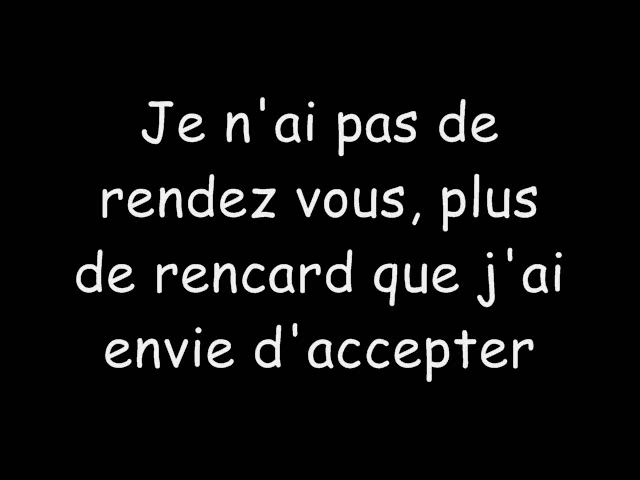 Je n'ai pas de
rendez vous, plus
de rencard que j'ai
envie d'accepter